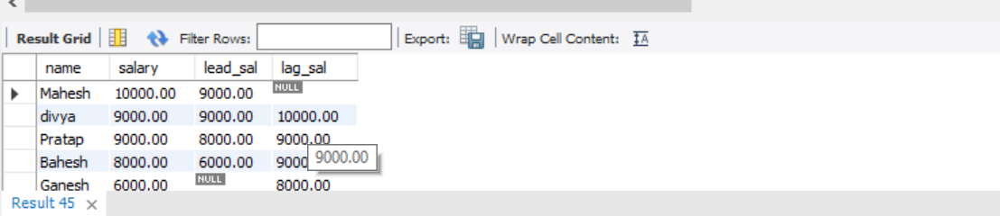 Result Grid Filter Rows: Export: Wrap Cell Content: IA
name salary lead_sal lag_sal
Mahesh 10000.00 9000.00 NULL
divya 9000.00 9000.00 10000.00
Pratap 9000.00 8000.00 9000.00
Bahesh 8000.00 6000.00 9000
9000.00
Ganesh 6000.00 NULL 8000.00
Result 45 ×